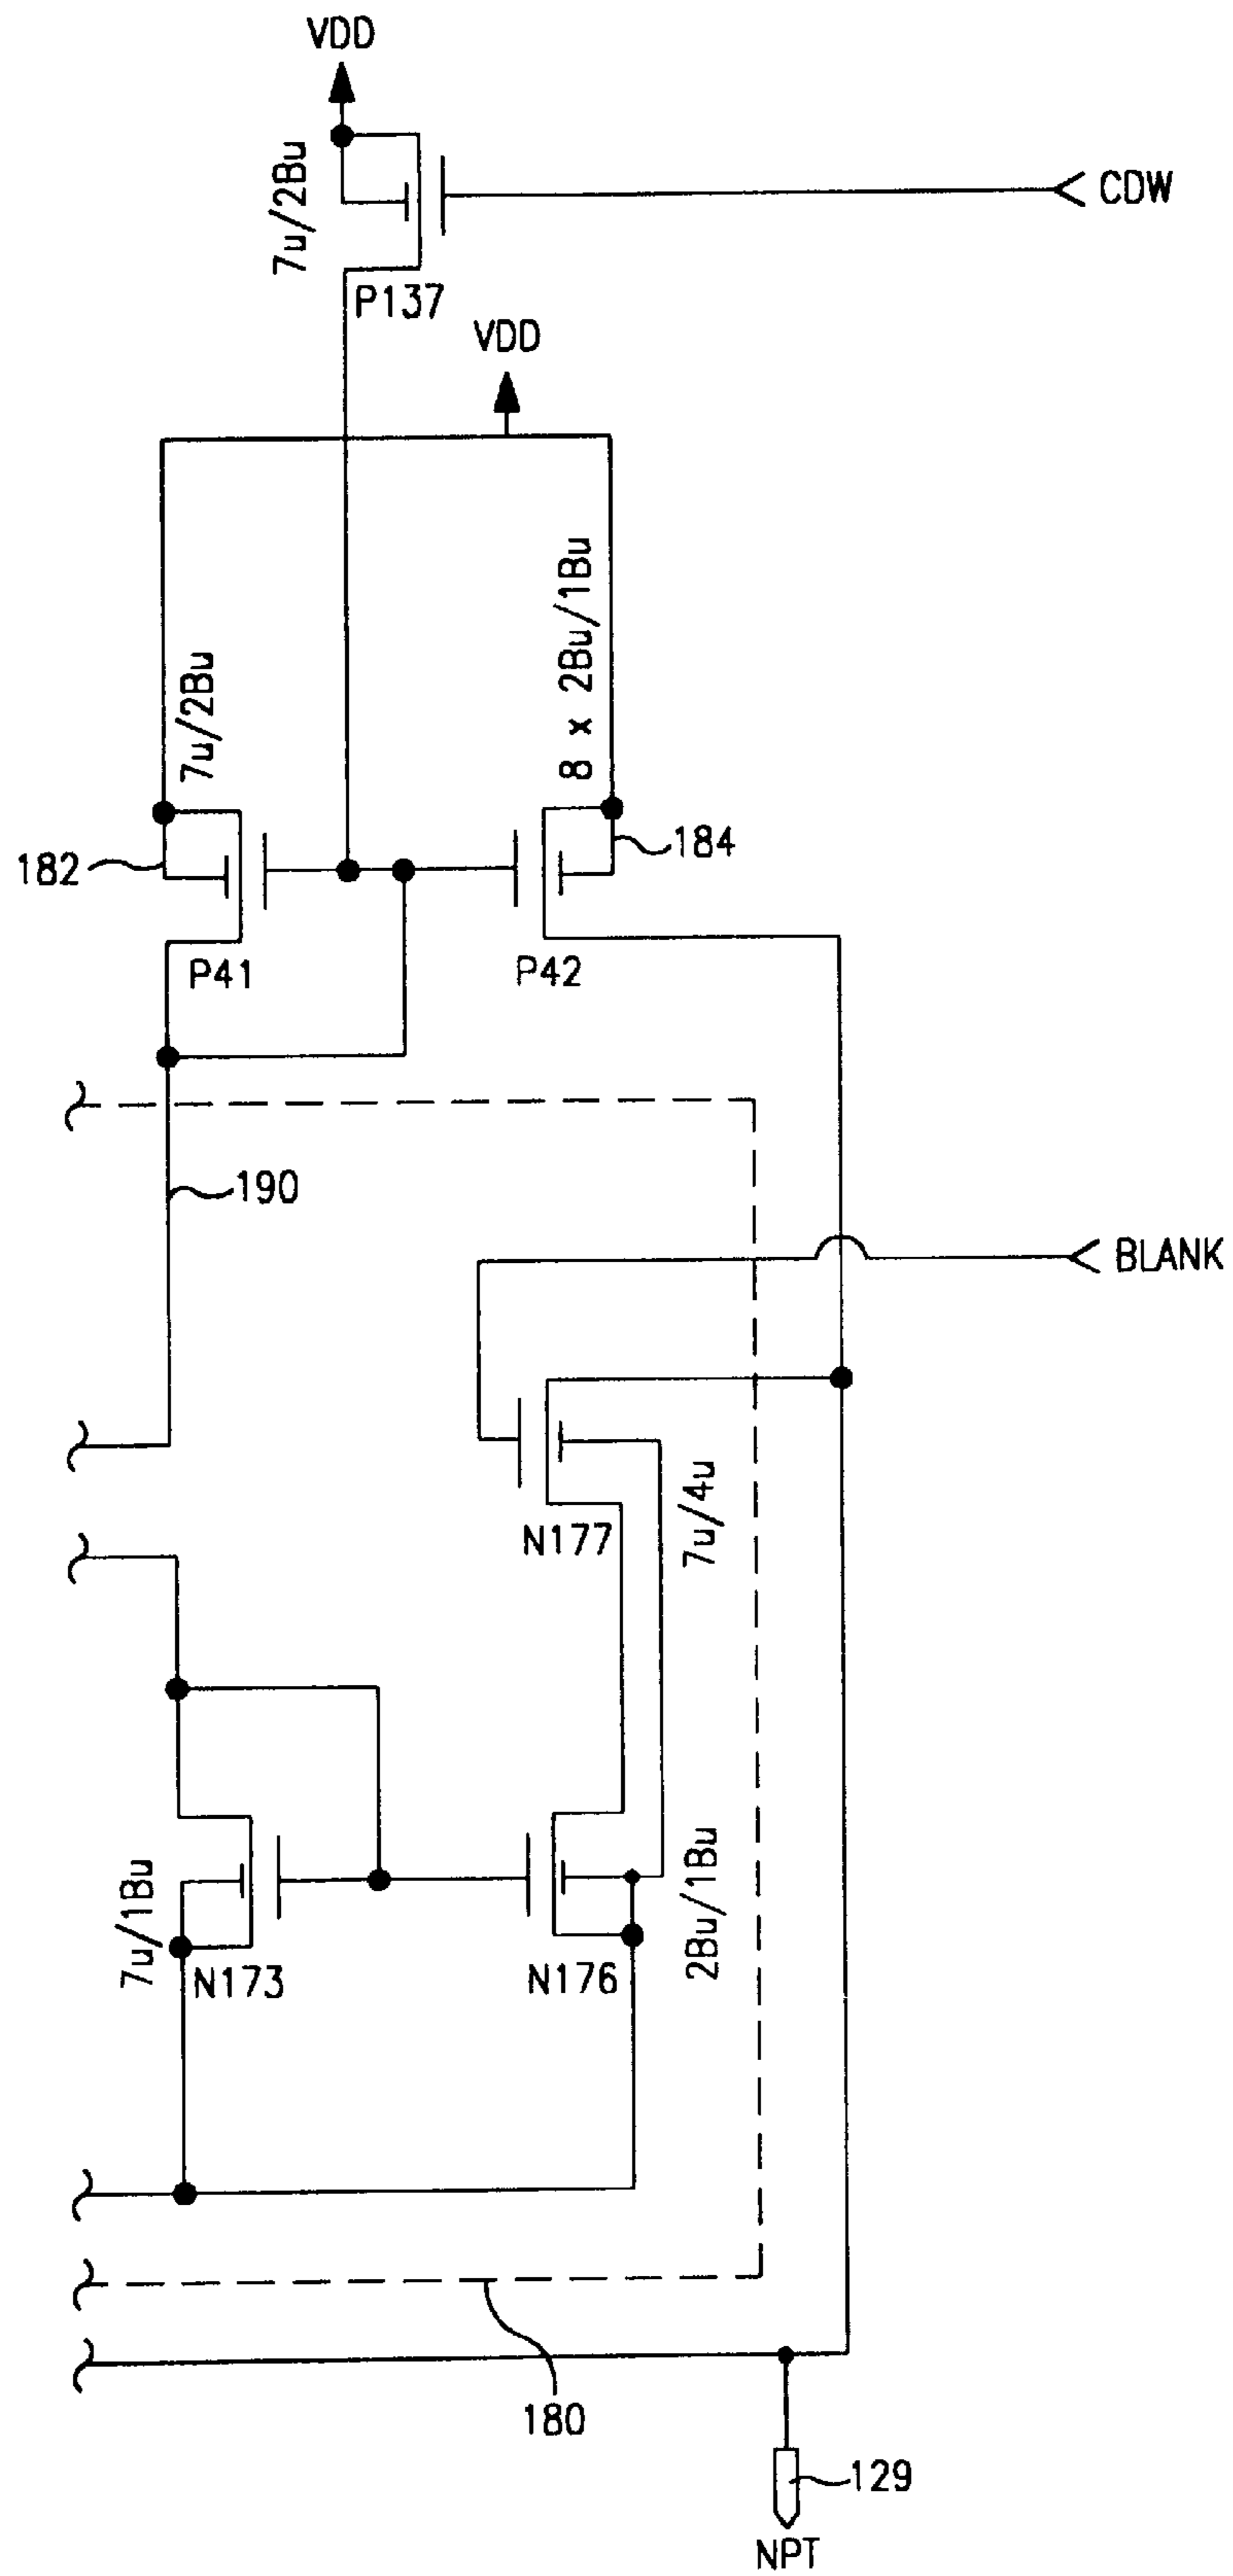 VDD
7u/2Bu
CDW
P137
VDD
8 x 2Bu/1Bu
7u/2Bu
182
184
P41
P42
190
BLANK
7u/4u
N177
7u/1Bu
2Bu/1Bu
N173
N176
180
129
NPT